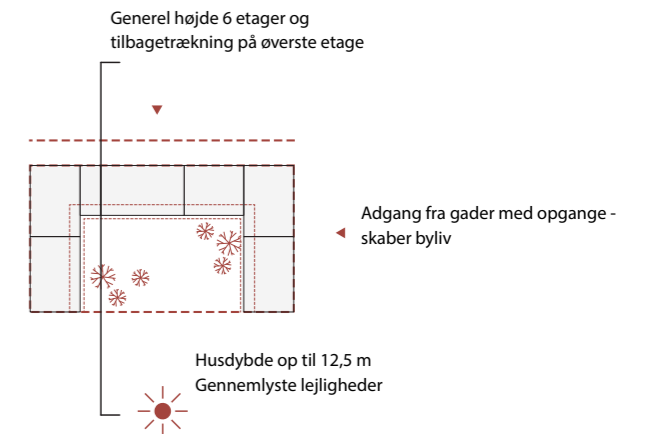 Generel højde 6 etager og
tilbagetrækning på øverste etage
Adgang fra gader med opgange -
skaber byliv
Husdybde op til 12,5 m
Gennemlyste lejligheder